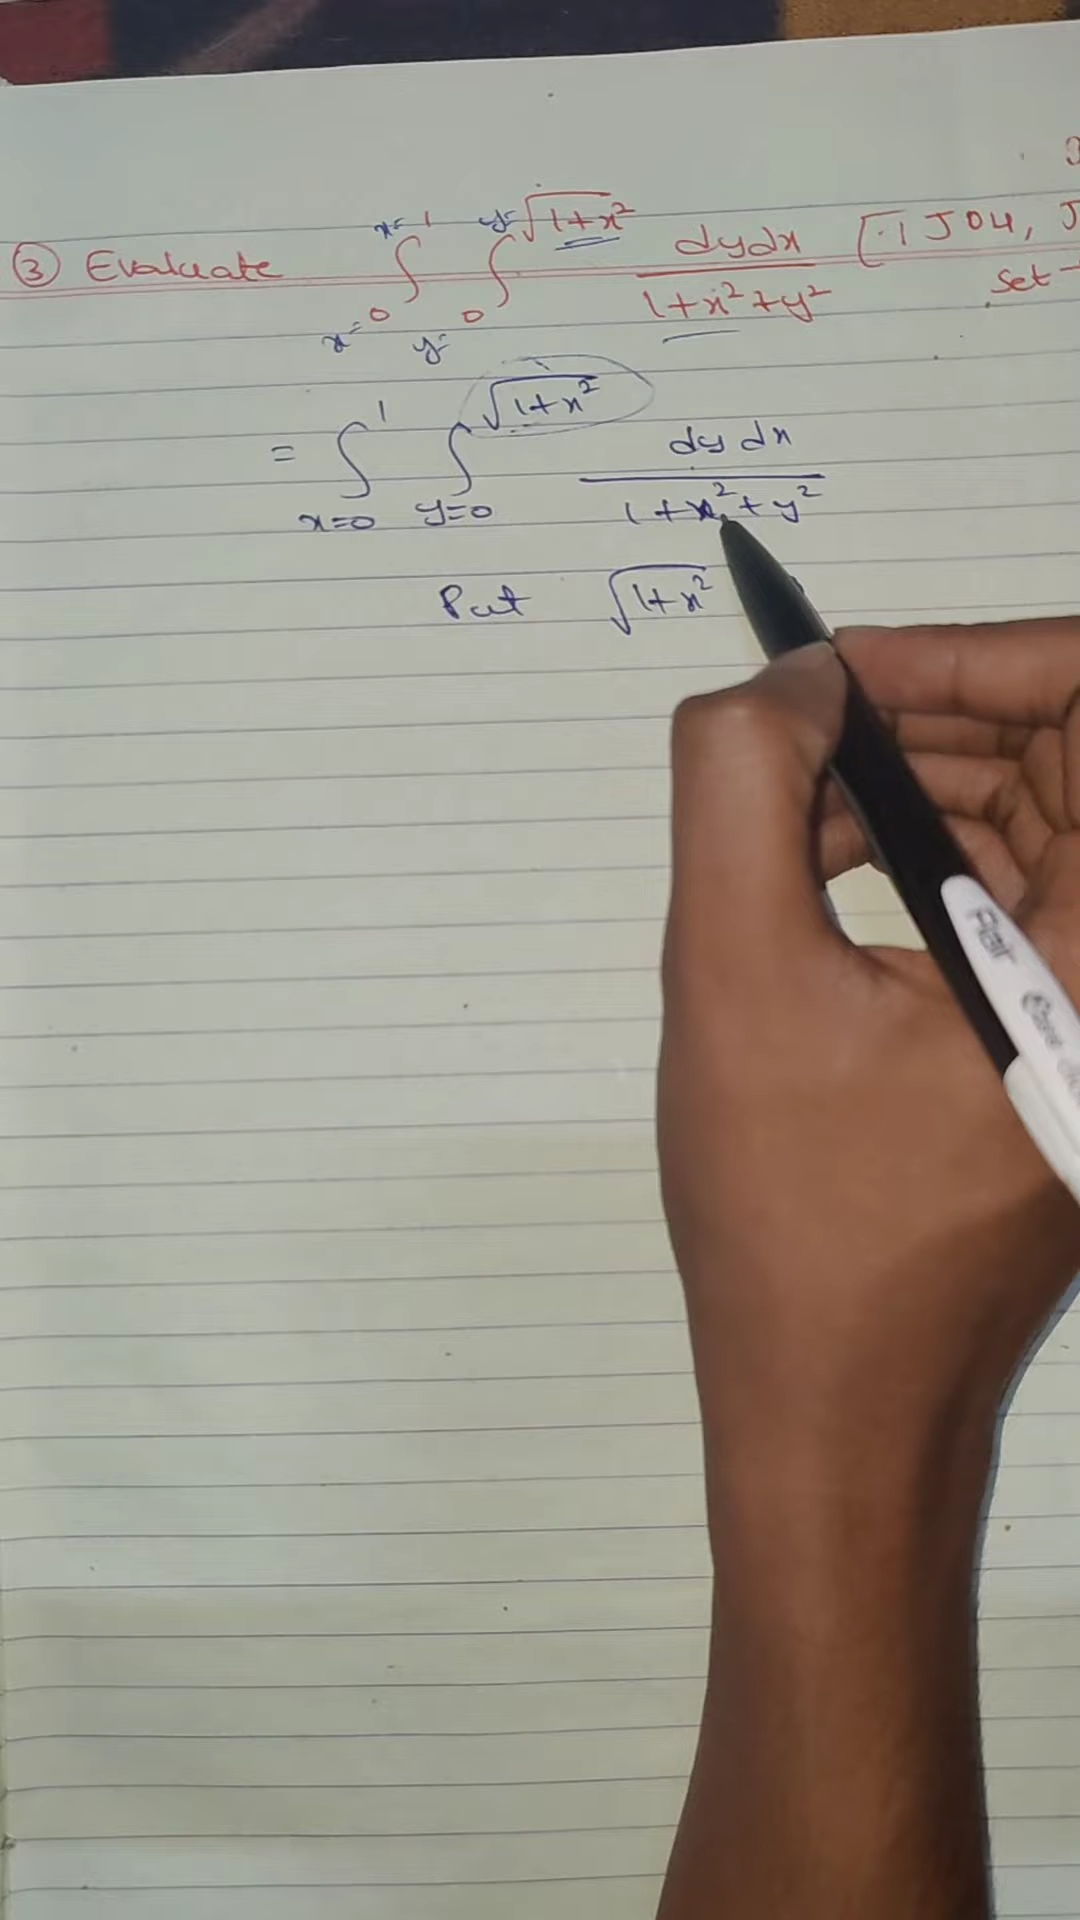 ③ Evaluate ∫_{x=0}^{x=1} ∫_{y=0}^{y=√(1+x²)} dydx / (1+x²+y²) [-1 J04, J
Set -
= ∫_{x=0}^{1} ∫_{y=0}^{√(1+x²)} dy dx / (1+x²+y²)
Put √(1+x²)
Flair